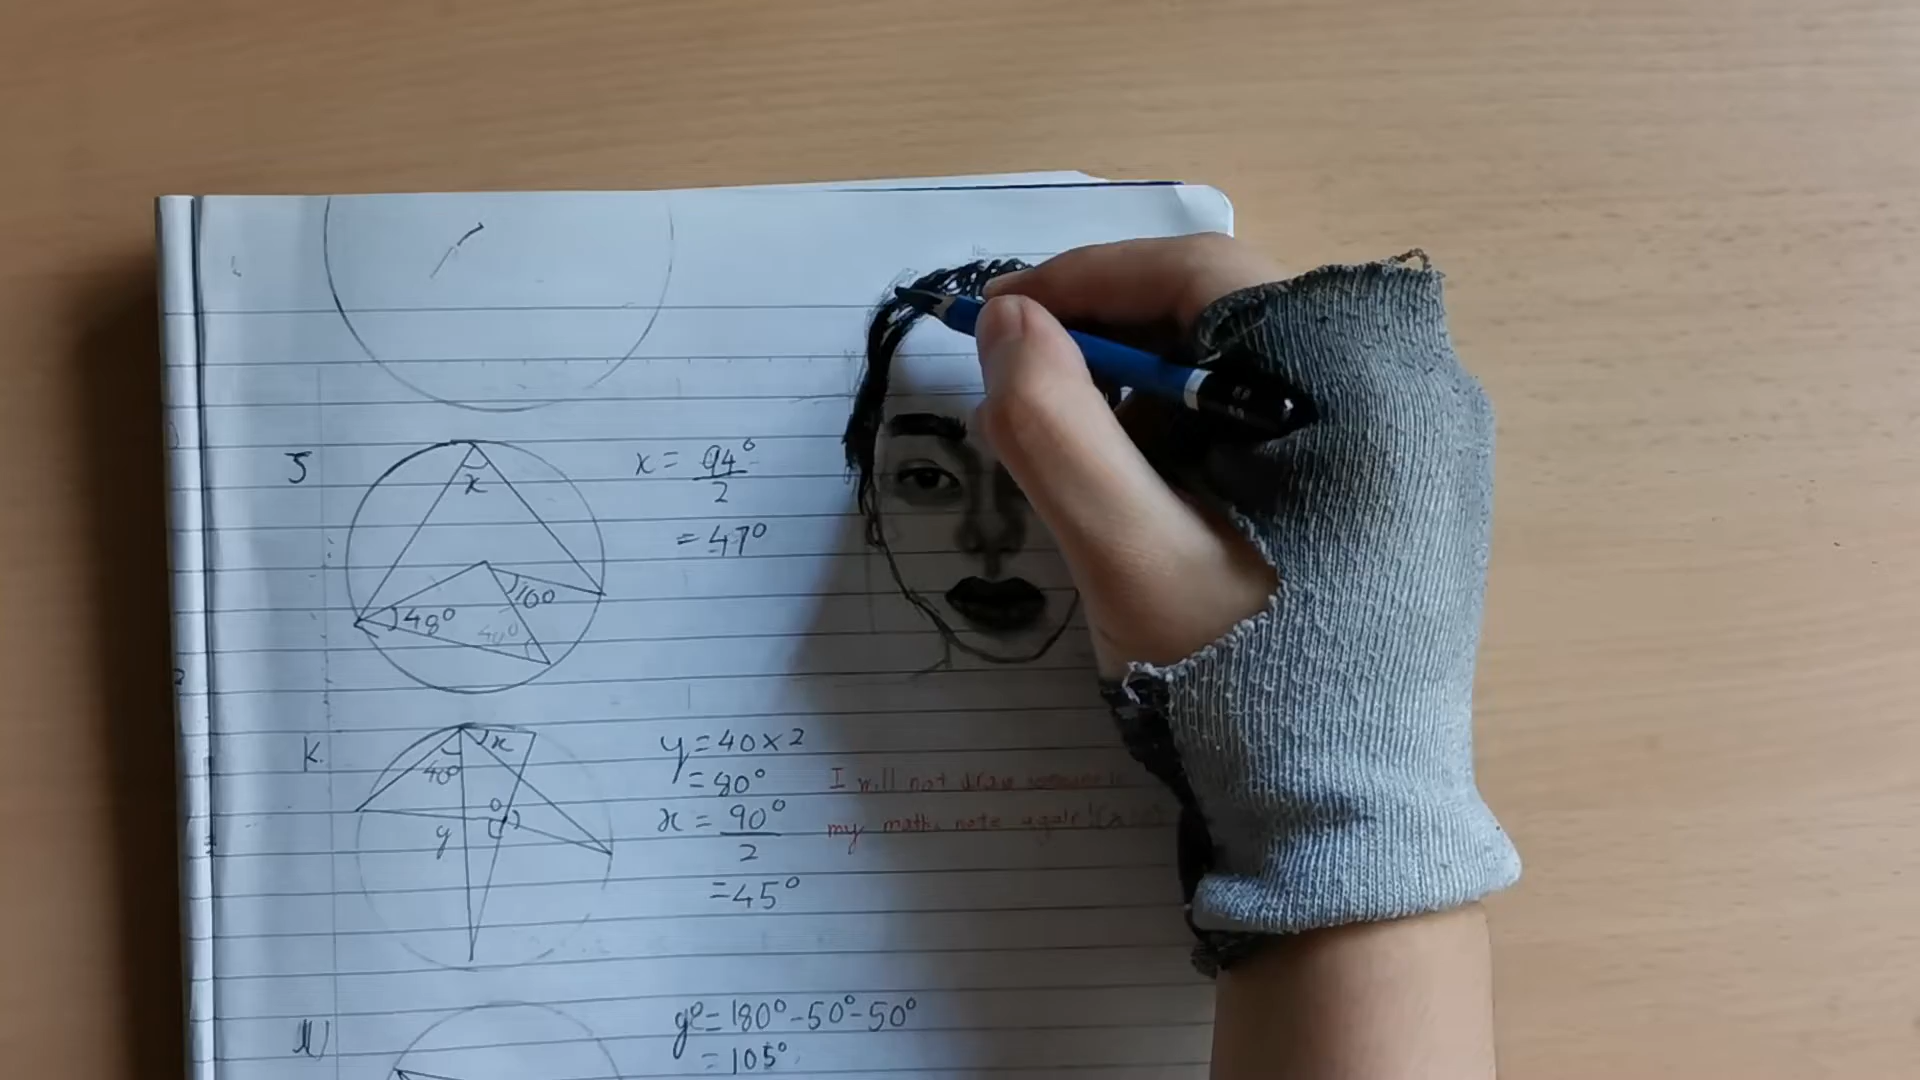 J
x
x = 94°
2
= 47°
48°
100
40°
K.
x
40°
o
y
y = 40 x 2
= 80°
x = 90°
2
= 45°
I will not draw
my maths note again
= 180° - 50° - 50°
= 105°